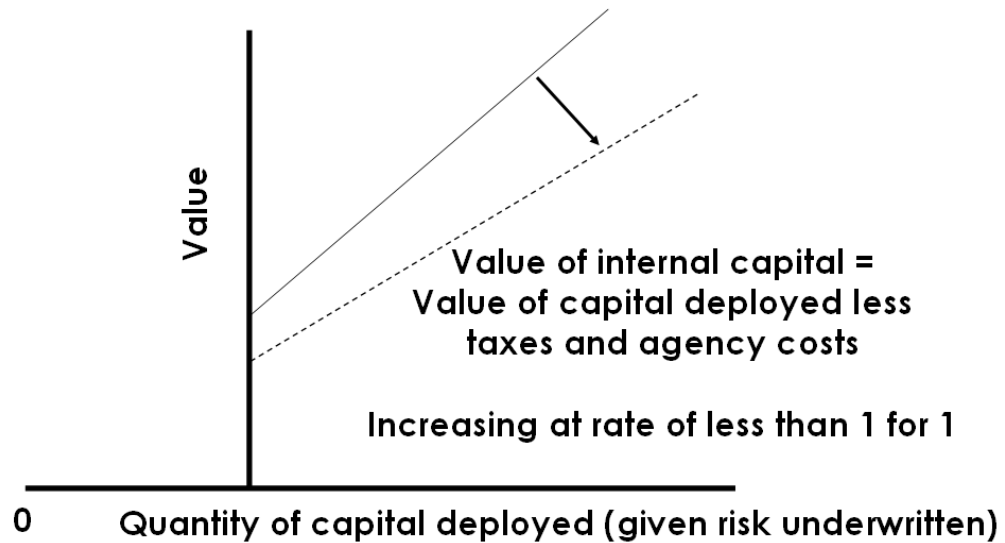 Value
Value of internal capital =
Value of capital deployed less
taxes and agency costs
Increasing at rate of less than 1 for 1
0
Quantity of capital deployed (given risk underwritten)